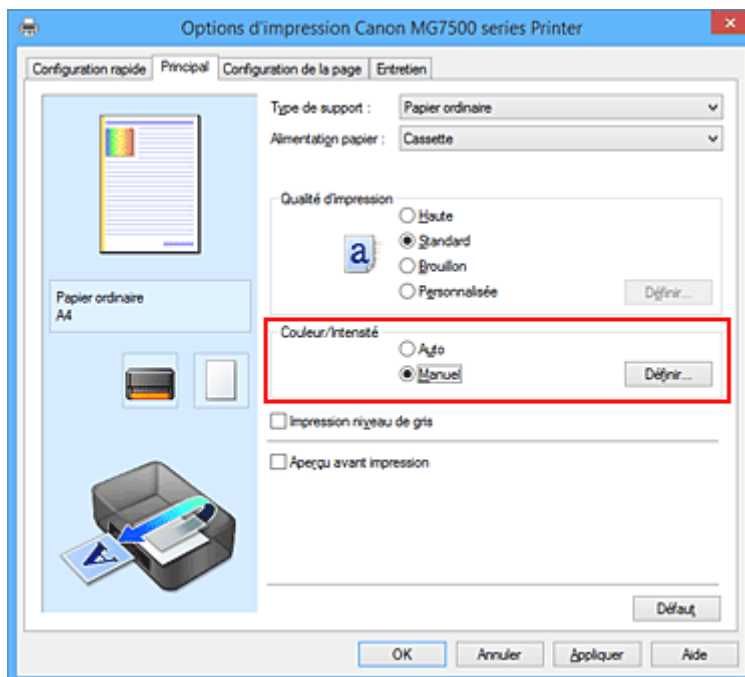 Options d'impression Canon MG7500 series Printer
Configuration rapide Principal Configuration de la page Entretien
Type de support : Papier ordinaire
Alimentation papier : Cassette
Qualité d'impression
Haute
a Standard
Brouillon
Personnalisée Définir...
Papier ordinaire
A4
Couleur/Intensité
Auto
Manuel Définir...
Impression niveau de gris
Aperçu avant impression
A
Défaut
OK Annuler Appliquer Aide